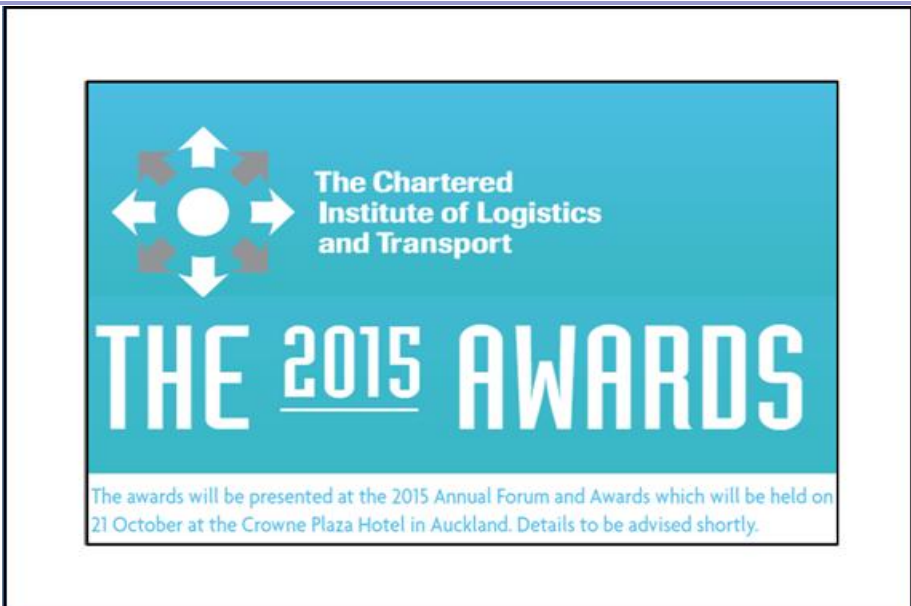 The Chartered
Institute of Logistics
and Transport
THE 2015 AWARDS
The awards will be presented at the 2015 Annual Forum and Awards which will be held on
21 October at the Crowne Plaza Hotel in Auckland. Details to be advised shortly.